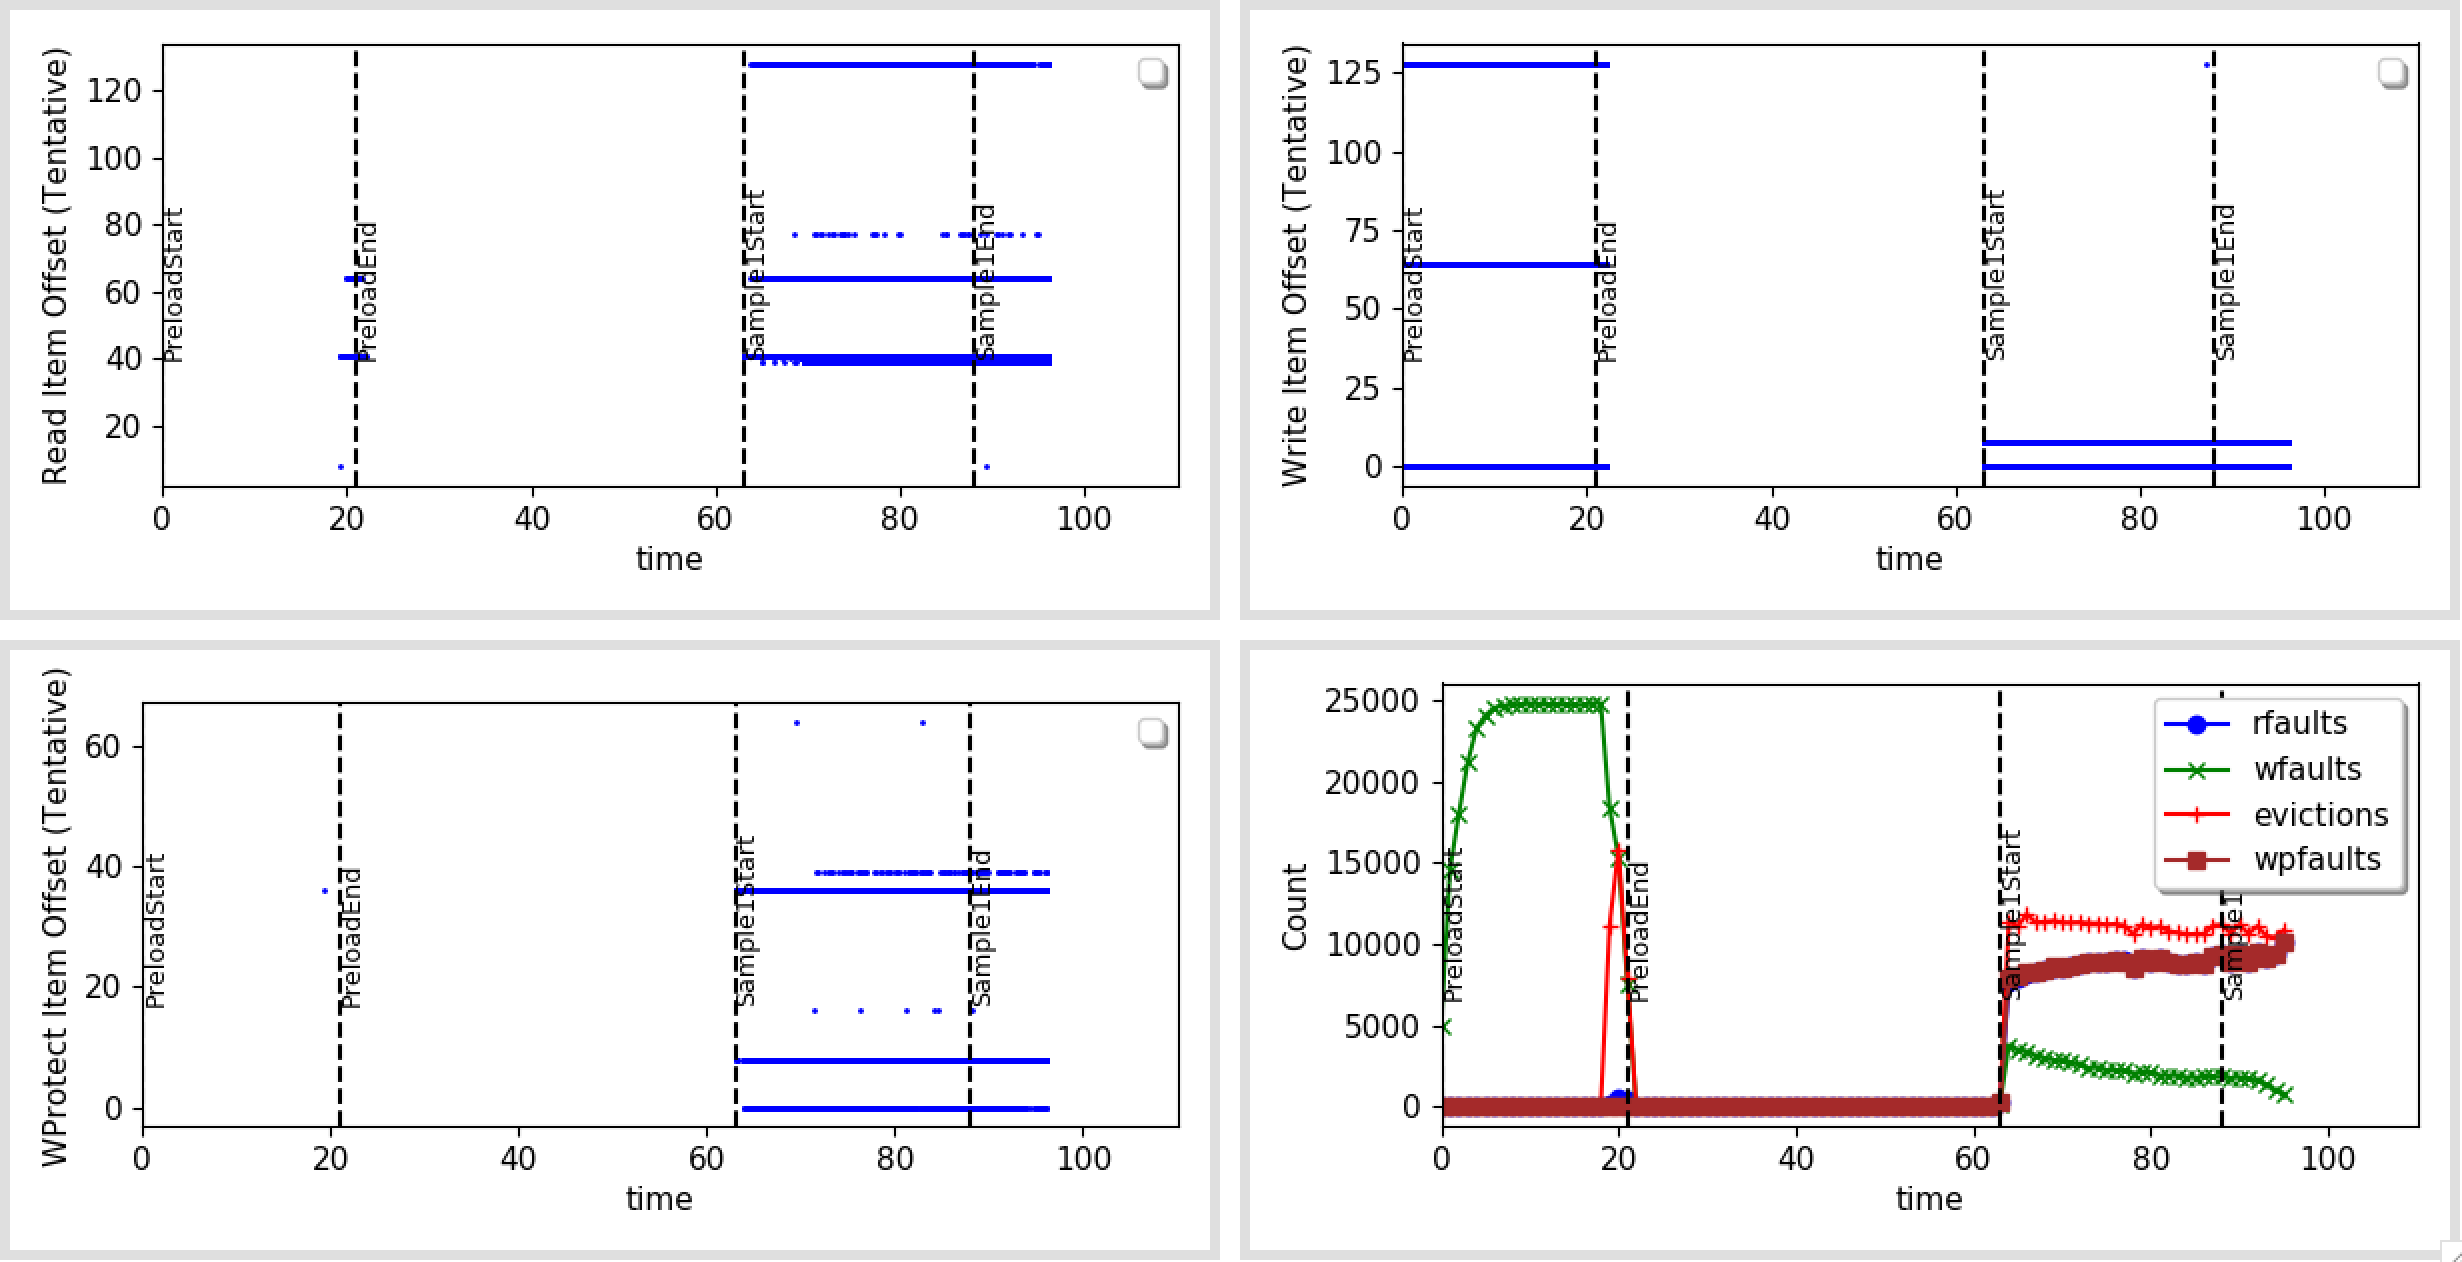 Read Item Offset (Tentative)
120
100
80
60
40
20
PreloadStart
PreloadEnd
Sample1Start
Sample1End
0 20 40 60 80 100
time
Write Item Offset (Tentative)
125
100
75
50
25
0
PreloadStart
PreloadEnd
Sample1Start
Sample1End
0 20 40 60 80 100
time
WProtect Item Offset (Tentative)
60
40
20
0
PreloadStart
PreloadEnd
Sample1Start
Sample1End
0 20 40 60 80 100
time
Count
25000
20000
15000
10000
5000
0
PreloadStart
PreloadEnd
Sample1Start
Sample1
rfaults
wfaults
evictions
wpfaults
0 20 40 60 80 100
time